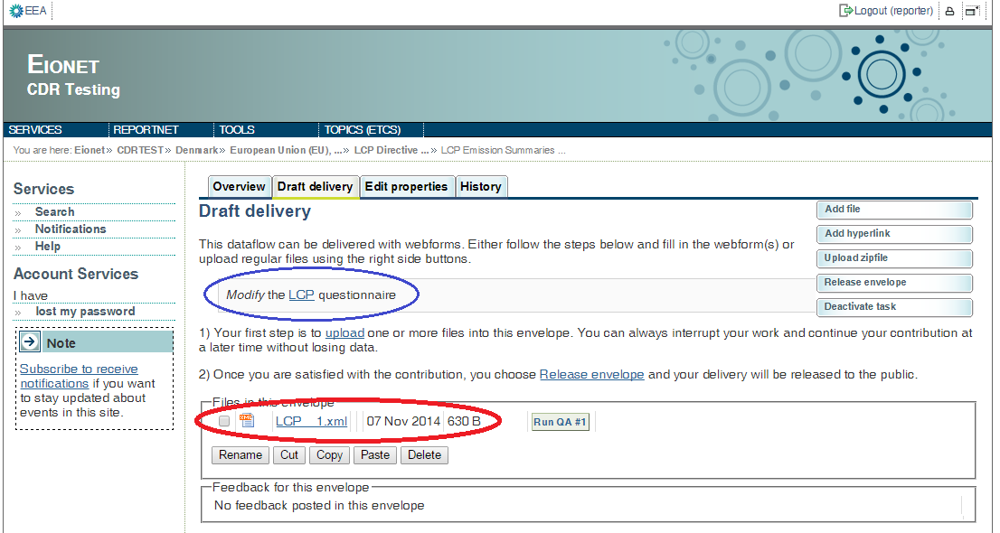 EEA
Logout (reporter)
EIONET
CDR Testing
SERVICES REPORTNET TOOLS TOPICS (ETCS)
You are here: Eionet» CDRTEST» Denmark» European Union (EU), ...» LCP Directive ...» LCP Emission Summaries ...
Services
» Search
» Notifications
» Help
Account Services
I have
» lost my password
Note
Subscribe to receive
notifications if you want
to stay updated about
events in this site.
Overview Draft delivery Edit properties History
Draft delivery
This dataflow can be delivered with webforms. Either follow the steps below and fill in the webform(s) or
upload regular files using the right side buttons.
Add file
Add hyperlink
Upload zipfile
Release envelope
Deactivate task
Modify the LCP questionnaire
1) Your first step is to upload one or more files into this envelope. You can always interrupt your work and continue your contribution at
a later time without losing data.
2) Once you are satisfied with the contribution, you choose Release envelope and your delivery will be released to the public.
Files in this envelope
LCP__1.xml 07 Nov 2014 630 B Run QA #1
Rename Cut Copy Paste Delete
Feedback for this envelope
No feedback posted in this envelope